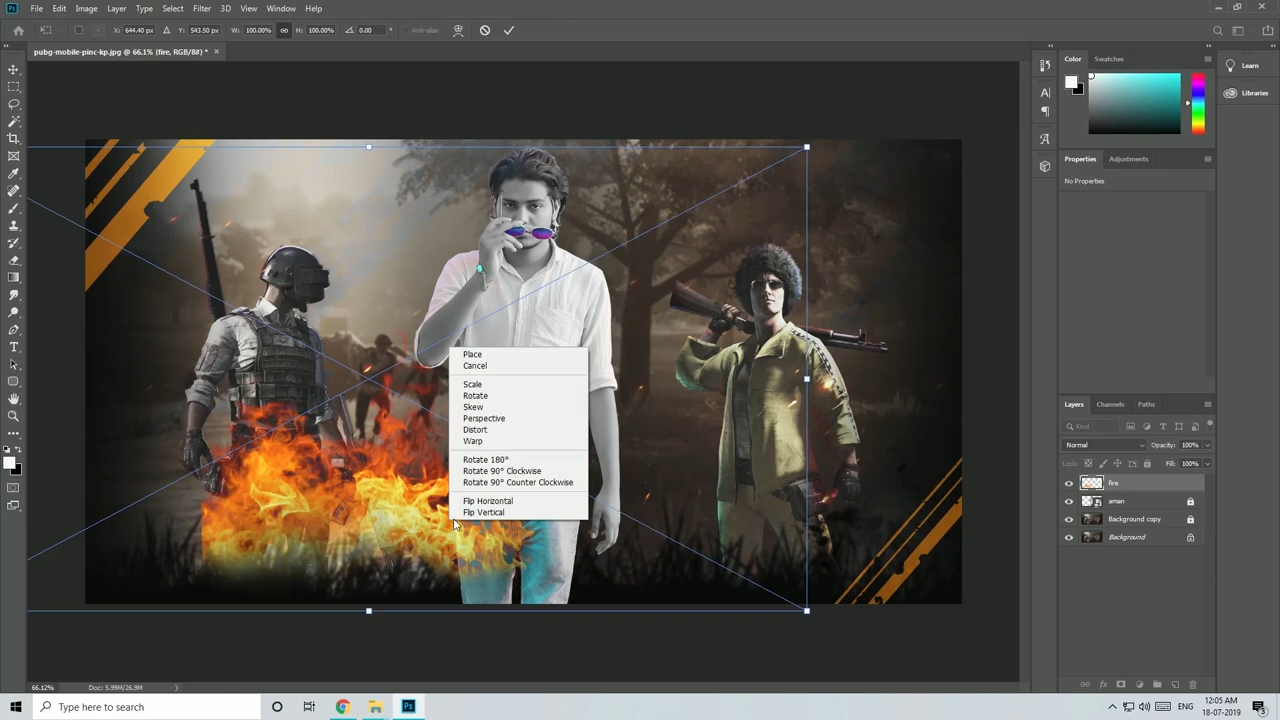 Ps File Edit Image Layer Type Select Filter 3D View Window Help
X: 644.40 px Y: 543.50 px W: 100.00% H: 100.00% 0.00 ° Anti-alias
pubg-mobile-pinc-kp.jpg @ 66.1% (fire, RGB/8#) * ×
Color Swatches
Learn
Libraries
Properties Adjustments
No Properties
Place
Cancel
Scale
Rotate
Skew
Perspective
Distort
Warp
Rotate 180°
Rotate 90° Clockwise
Rotate 90° Counter Clockwise
Flip Horizontal
Flip Vertical
Layers Channels Paths
Kind
Normal Opacity: 100%
Lock: Fill: 100%
fire
aman
Background copy
Background
66.12% Doc: 5.99M/26.9M
Type here to search
Ps
ENG
12:05 AM
18-07-2019
3